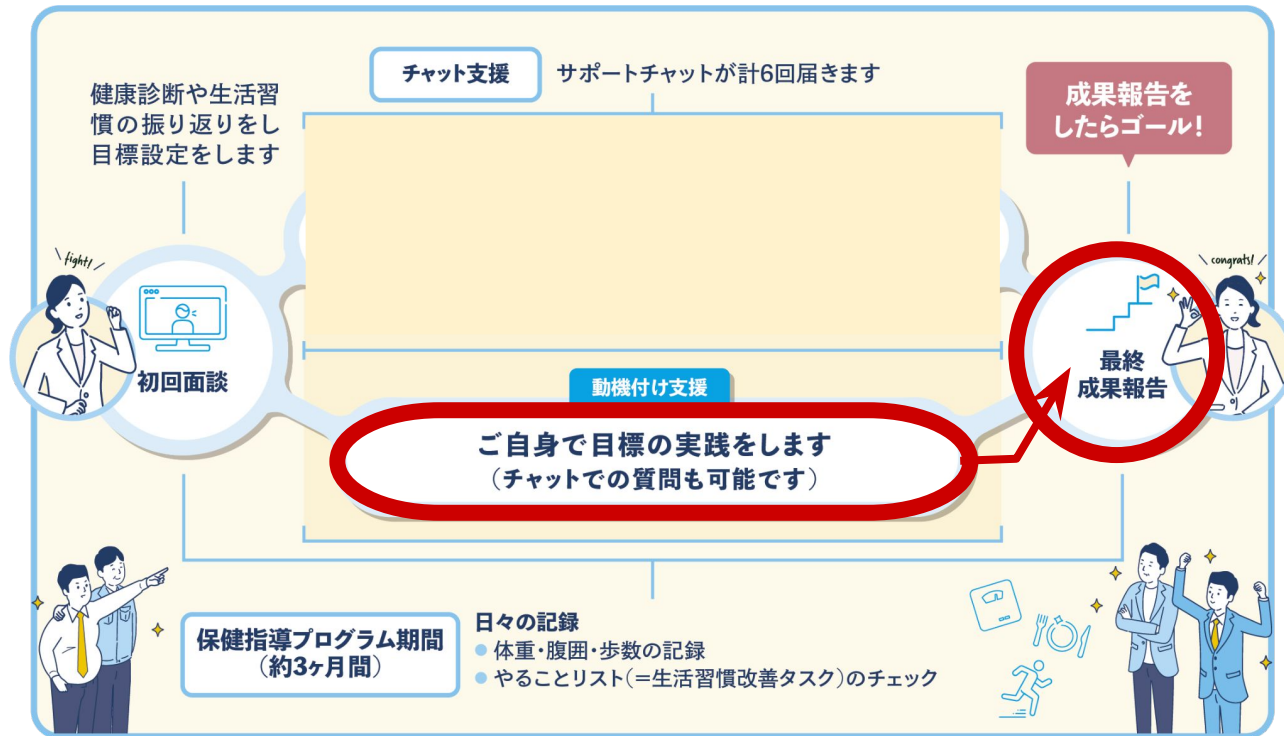 チャット支援
サポートチャットが計6回届きます
健康診断や生活習
慣の振り返りをし
目標設定をします
成果報告を
したらゴール！
fight!
congrats!
初回面談
最終
成果報告
動機付け支援
ご自身で目標の実践をします
（チャットでの質問も可能です）
保健指導プログラム期間
（約3ヶ月間）
日々の記録
● 体重・腹囲・歩数の記録
● やることリスト（＝生活習慣改善タスク）のチェック